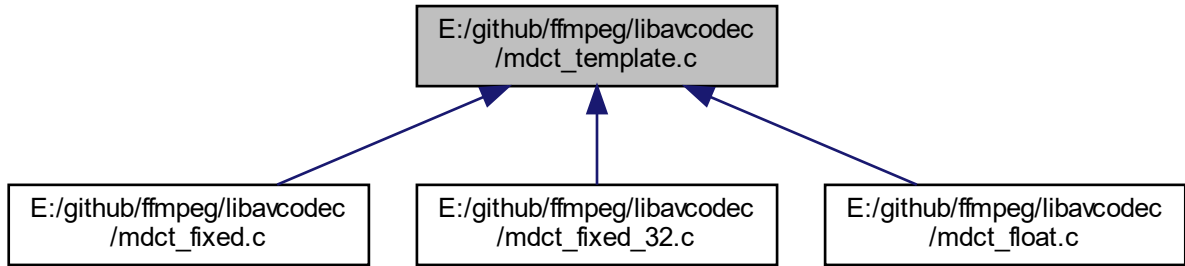 E:/github/ffmpeg/libavcodec
/mdct_template.c
E:/github/ffmpeg/libavcodec
/mdct_fixed.c
E:/github/ffmpeg/libavcodec
/mdct_fixed_32.c
E:/github/ffmpeg/libavcodec
/mdct_float.c